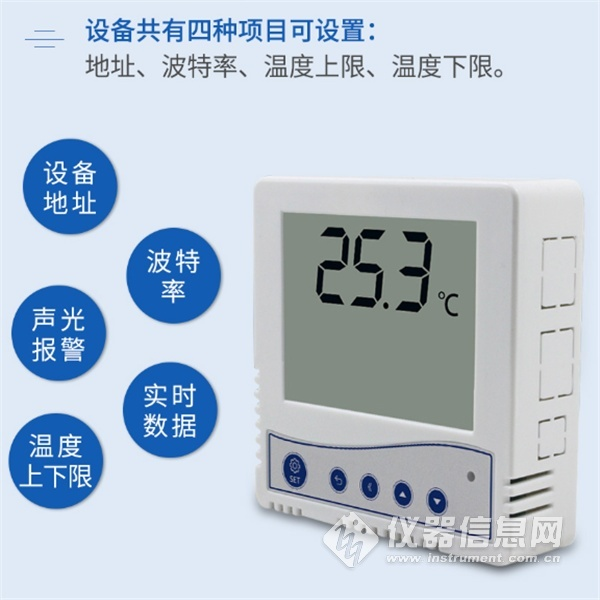 设备共有四种项目可设置：
地址、波特率、温度上限、温度下限。
设备
地址
波特
率
声光
报警
实时
数据
温度
上下限
25.3 ℃
SET
仪器信息网
www.instrument.com.cn